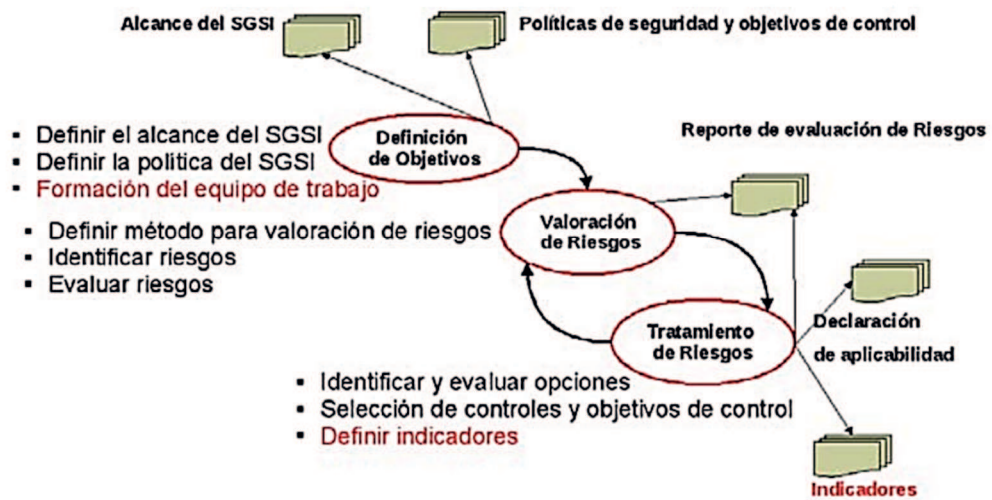 Alcance del SGSI
Políticas de seguridad y objetivos de control
Definición
de Objetivos
▪ Definir el alcance del SGSI
▪ Definir la politica del SGSI
▪ Formación del equipo de trabajo
Reporte de evaluación de Riesgos
Valoración
de Riesgos
▪ Definir método para valoración de riesgos
▪ Identificar riesgos
▪ Evaluar riesgos
Tratamiento
de Riesgos
Declaración
de aplicabilidad
▪ Identificar y evaluar opciones
▪ Selección de controles y objetivos de control
▪ Definir indicadores
Indicadores